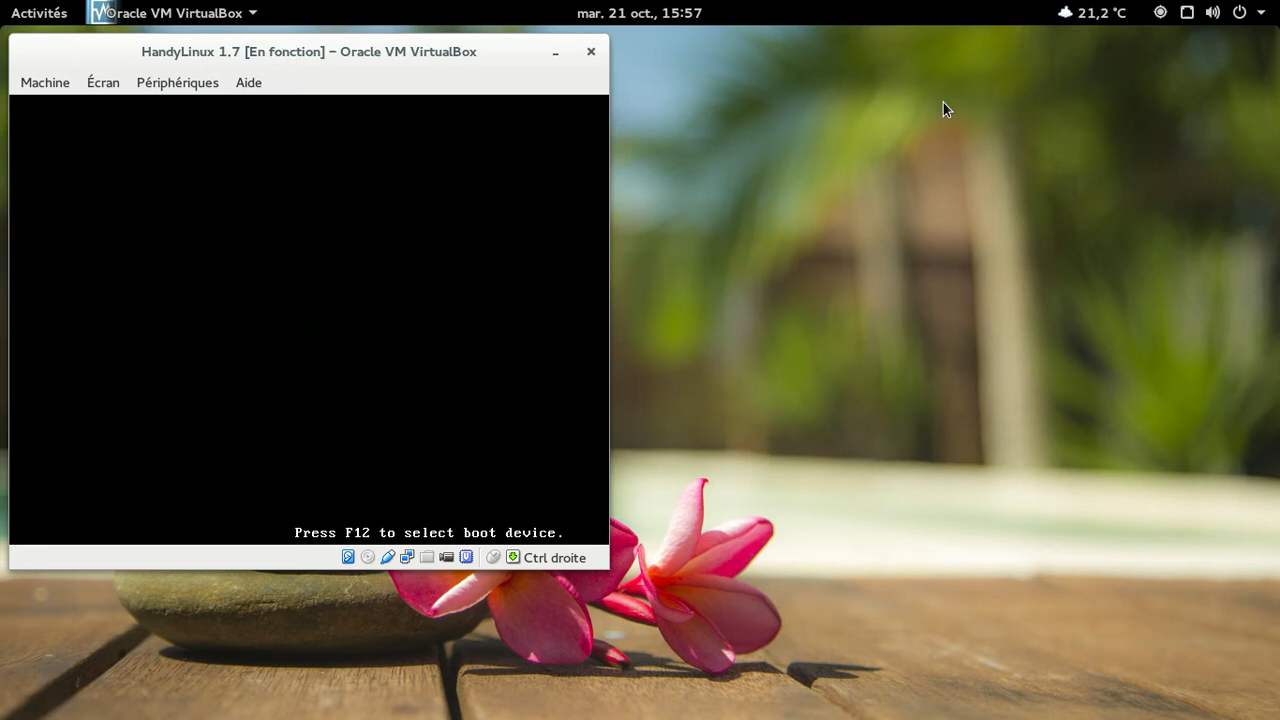 Activités
Oracle VM VirtualBox
mar. 21 oct., 15:57
21,2 °C
HandyLinux 1.7 [En fonction] – Oracle VM VirtualBox
Machine Écran Périphériques Aide
Press F12 to select boot device.
Ctrl droite